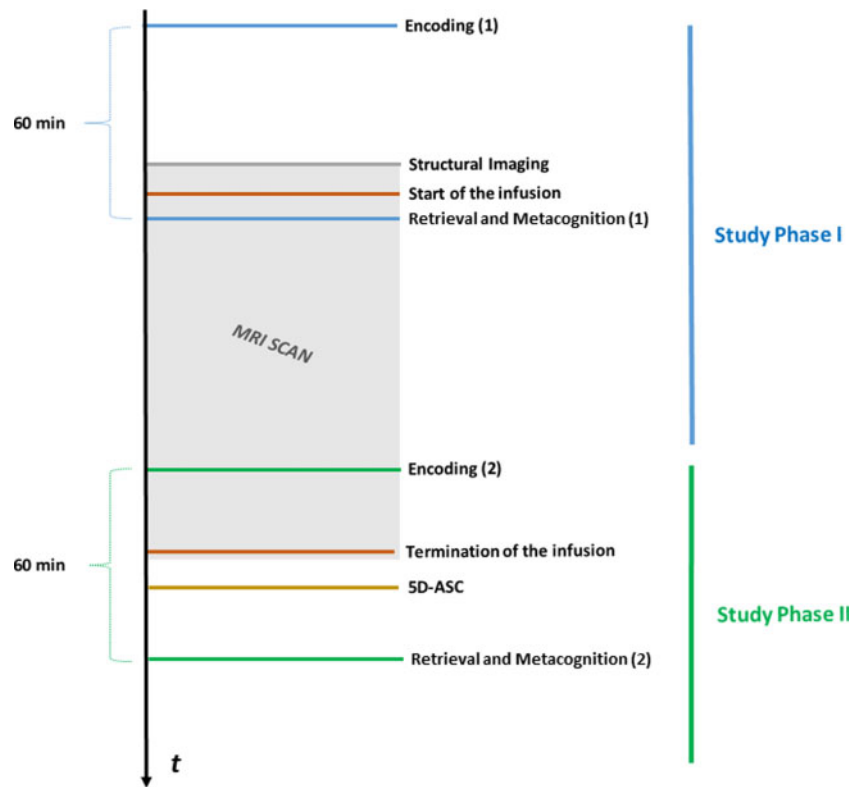 Encoding (1)
60 min
Structural Imaging
Start of the infusion
Retrieval and Metacognition (1)
Study Phase I
MRI SCAN
Encoding (2)
Termination of the infusion
60 min
5D-ASC
Study Phase II
Retrieval and Metacognition (2)
t